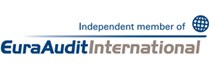 Independent member of
EuraAuditInternational